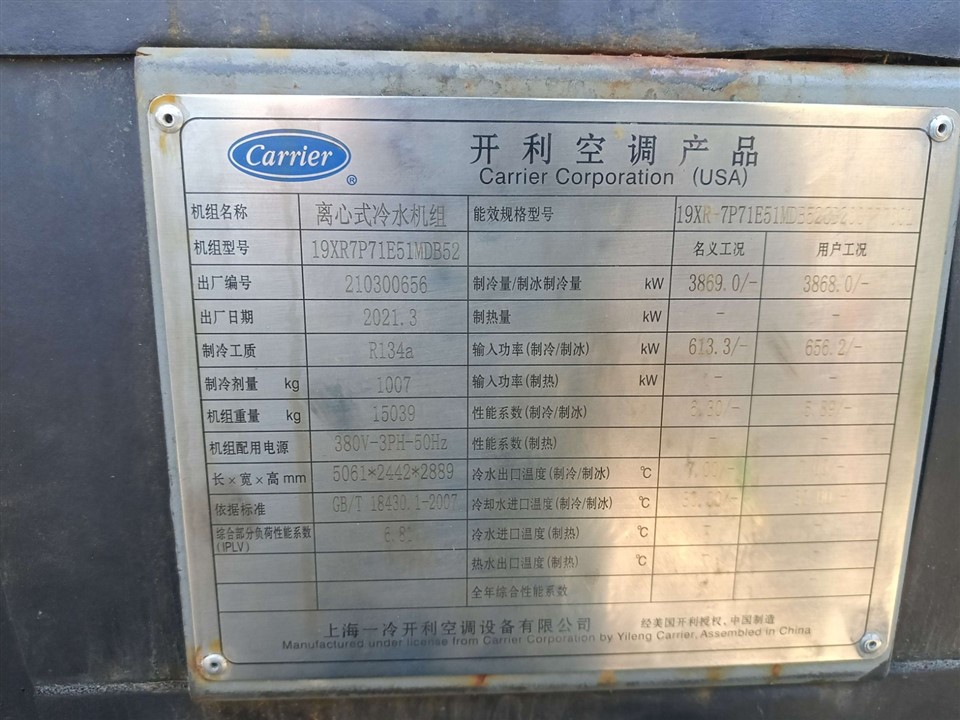 Carrier ®
开利空调产品
Carrier Corporation (USA)
机组名称 离心式冷水机组 能效规格型号
机组型号 19XR7P71E51MDB52 名义工况 用户工况
出厂编号 210300656 制冷量/制冰制冷量 kW 3869.0/- 3868.0/-
出厂日期 2021.3 制热量 kW - -
制冷工质 R134a 输入功率(制冷/制冰) kW 613.3/- 656.2/-
制冷剂量 kg 1007 输入功率(制热) kW - -
机组重量 kg 15039 性能系数(制冷/制冰)
机组配用电源 380V-3PH-50Hz 性能系数(制热) - -
长×宽×高 mm 5061*2442*2889 冷水出口温度(制冷/制冰) ℃
依据标准 GB/T 18430.1-2007 冷却水进口温度(制冷/制冰) ℃
综合部分负荷性能系数 冷水进口温度(制热) ℃
(IPLV)
热水出口温度(制热) ℃
全年综合性能系数
上海一冷开利空调设备有限公司 经美国开利授权、中国制造
Manufactured under license from Carrier Corporation by Yileng Carrier, Assembled in China